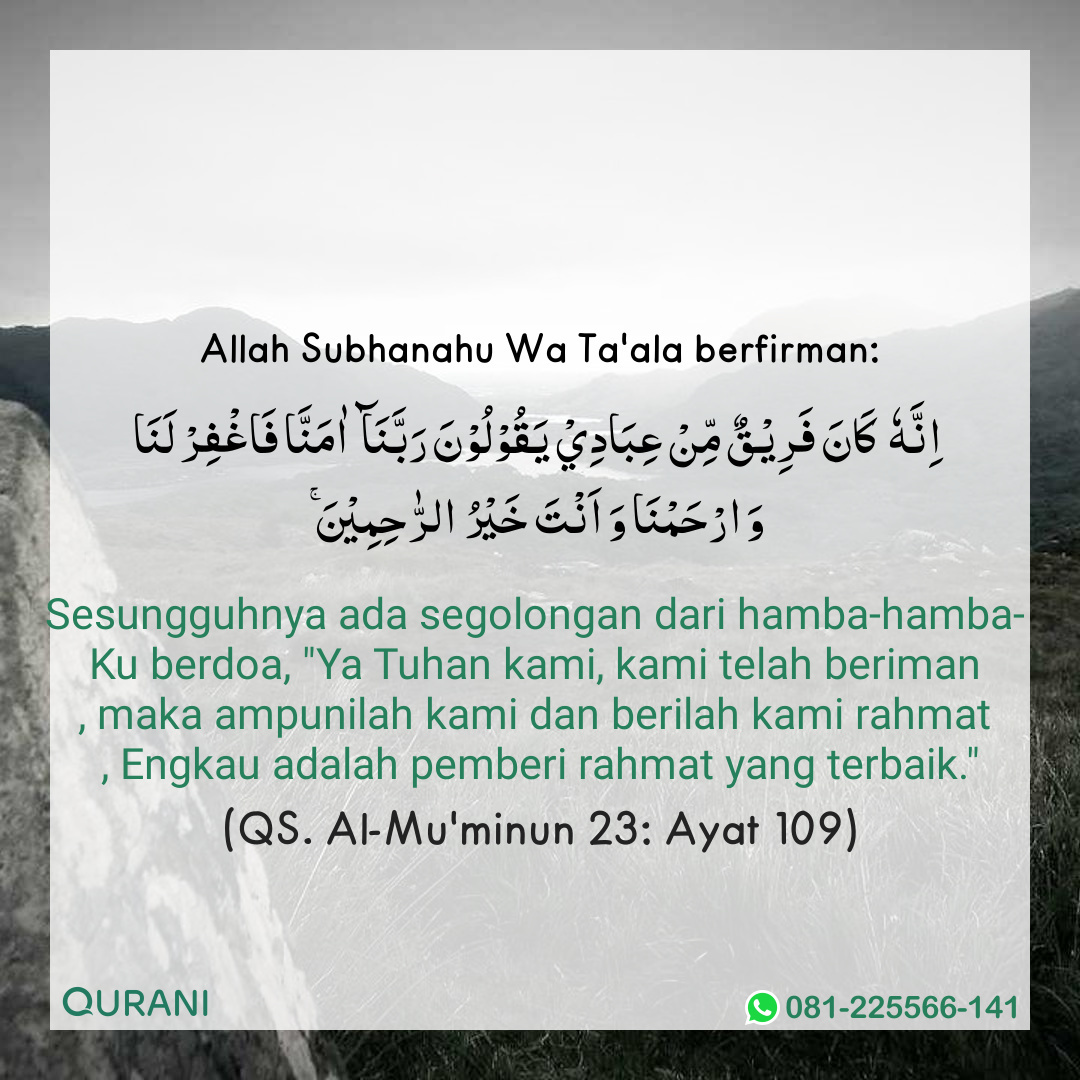 Allah Subhanahu Wa Ta'ala berfirman:
اِنَّهٗ كَانَ فَرِيْقٌ مِّنْ عِبَادِيْ يَقُوْلُوْنَ رَبَّنَاۤ اٰمَنَّا فَاغْفِرْ لَنَا
وَا رْحَمْنَا وَاَ نْتَ خَيْرُ الرّٰحِمِيْنَ ۚ
Sesungguhnya ada segolongan dari hamba-hamba-
Ku berdoa, "Ya Tuhan kami, kami telah beriman
, maka ampunilah kami dan berilah kami rahmat
, Engkau adalah pemberi rahmat yang terbaik."
(QS. Al-Mu'minun 23: Ayat 109)
QURANI
081-225566-141